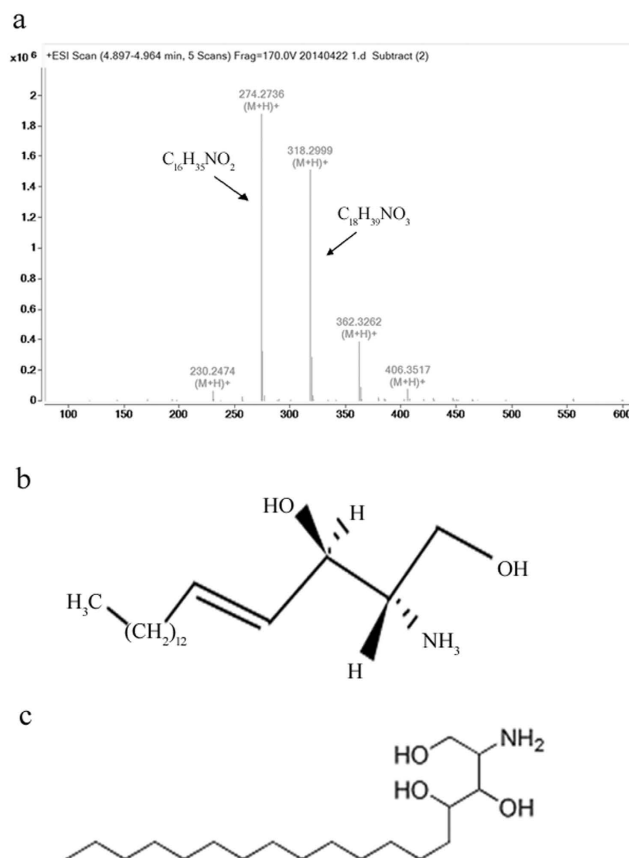 a
x10⁶
+ESI Scan (4.897-4.964 min, 5 Scans) Frag=170.0V 20140422 1.d Subtract (2)
2
1.8
1.6
1.4
1.2
1
0.8
0.6
0.4
0.2
0
274.2736
(M+H)+
318.2999
(M+H)+
C₁₆H₃₅NO₂
C₁₈H₃₉NO₃
362.3262
(M+H)+
230.2474
(M+H)+
406.3517
(M+H)+
100 150 200 250 300 350 400 450 500 550 600
b
HO
H
OH
H₃C
(CH)₁₂
NH₃
H
c
HO
NH₂
HO
OH